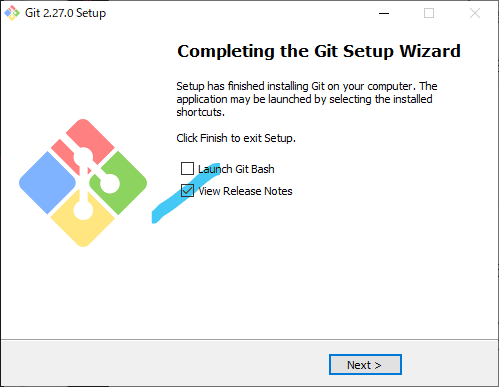 Git 2.27.0 Setup
Completing the Git Setup Wizard
Setup has finished installing Git on your computer. The
application may be launched by selecting the installed
shortcuts.
Click Finish to exit Setup.
Launch Git Bash
View Release Notes
Next >